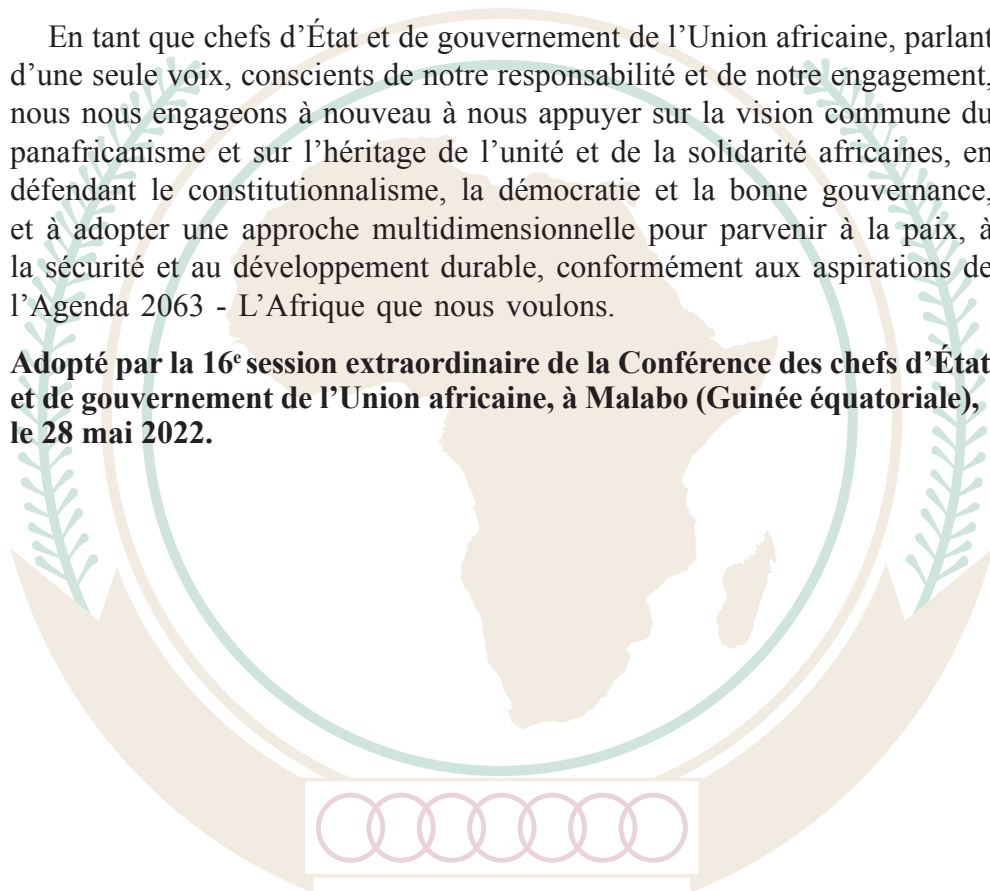 En tant que chefs d’État et de gouvernement de l’Union africaine, parlant
d’une seule voix, conscients de notre responsabilité et de notre engagement,
nous nous engageons à nouveau à nous appuyer sur la vision commune du
panafricanisme et sur l’héritage de l’unité et de la solidarité africaines, en
défendant le constitutionnalisme, la démocratie et la bonne gouvernance,
et à adopter une approche multidimensionnelle pour parvenir à la paix, à
la sécurité et au développement durable, conformément aux aspirations de
l’Agenda 2063 - L’Afrique que nous voulons.
Adopté par la 16e session extraordinaire de la Conférence des chefs d’État
et de gouvernement de l’Union africaine, à Malabo (Guinée équatoriale),
le 28 mai 2022.